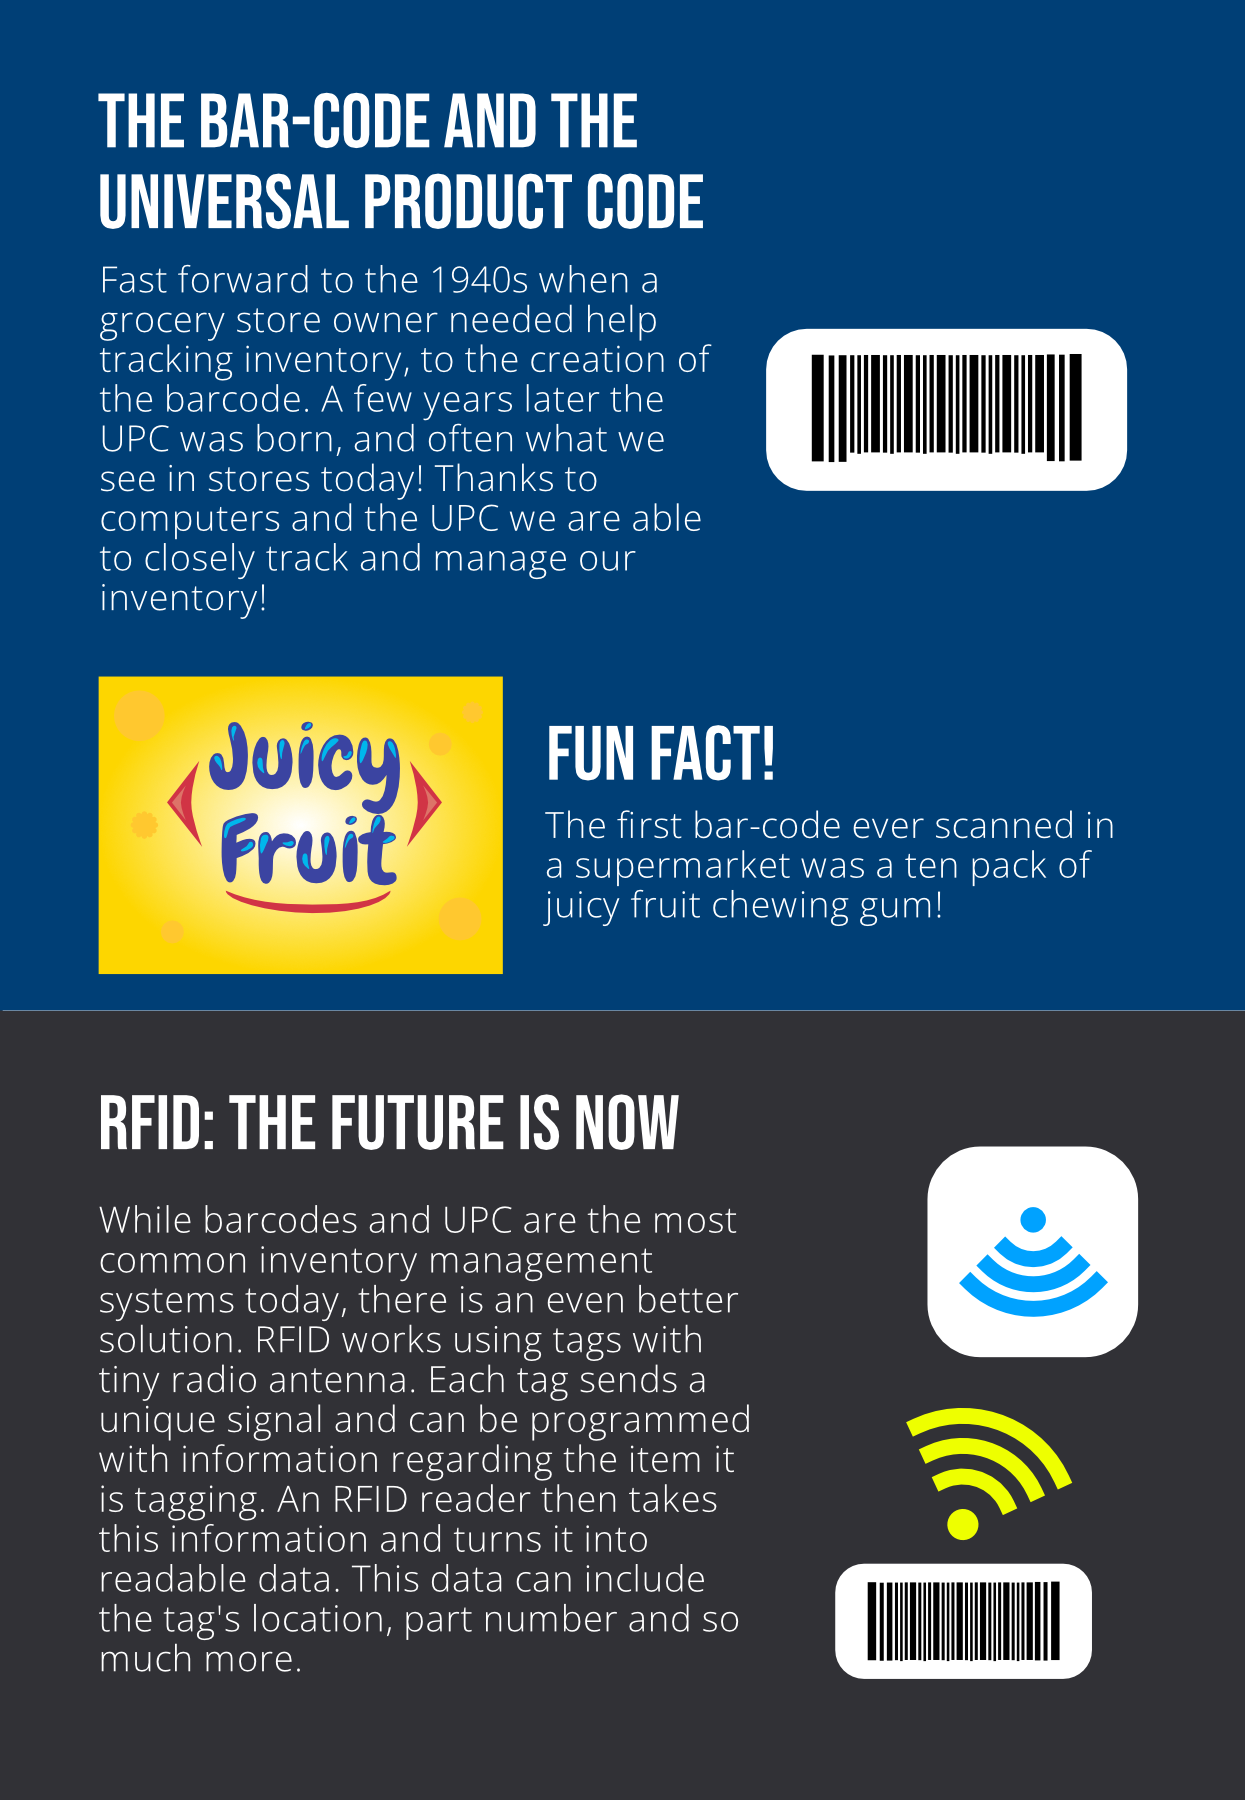 THE BAR-CODE AND THE
UNIVERSAL PRODUCT CODE
Fast forward to the 1940s when a
grocery store owner needed help
tracking inventory, to the creation of
the barcode. A few years later the
UPC was born, and often what we
see in stores today! Thanks to
computers and the UPC we are able
to closely track and manage our
inventory!
Juicy
Fruit
FUN FACT!
The first bar-code ever scanned in
a supermarket was a ten pack of
juicy fruit chewing gum!
RFID: THE FUTURE IS NOW
While barcodes and UPC are the most
common inventory management
systems today, there is an even better
solution. RFID works using tags with
tiny radio antenna. Each tag sends a
unique signal and can be programmed
with information regarding the item it
is tagging. An RFID reader then takes
this information and turns it into
readable data. This data can include
the tag's location, part number and so
much more.